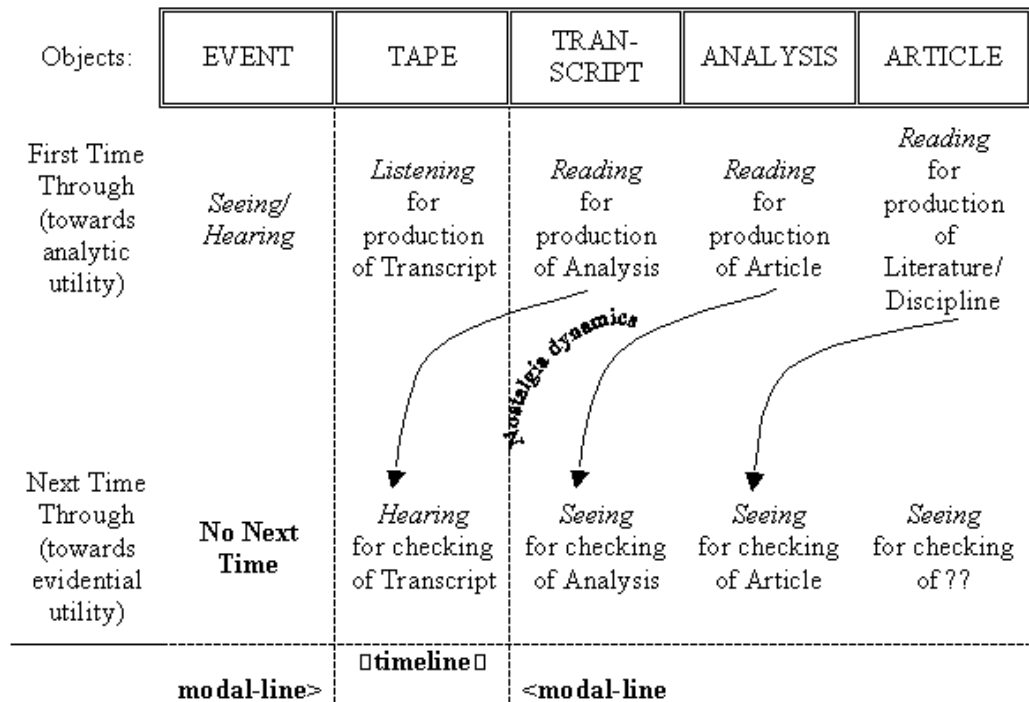 Objects:
EVENT
TAPE
TRAN-
SCRIPT
ANALYSIS
ARTICLE
First Time
Through
(towards
analytic
utility)
Seeing/
Hearing
Listening
for
production
of Transcript
Reading
for
production
of Analysis
Reading
for
production
of Article
Reading
for
production
of
Literature/
Discipline
Nostalgia dynamics
Next Time
Through
(towards
evidential
utility)
No Next
Time
Hearing
for checking
of Transcript
Seeing
for checking
of Analysis
Seeing
for checking
of Article
Seeing
for checking
of ??
▯timeline▯
modal-line>
<modal-line